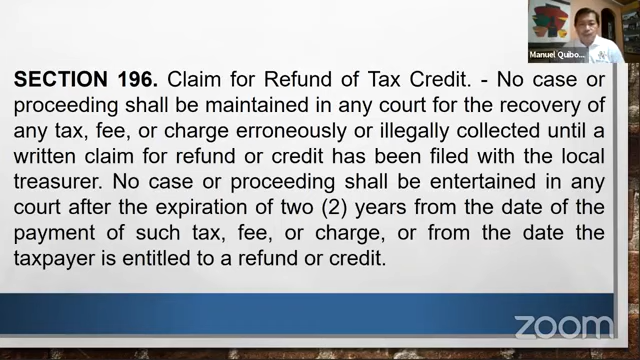 Manuel Quibo...
SECTION 196. Claim for Refund of Tax Credit. - No case or
proceeding shall be maintained in any court for the recovery of
any tax, fee, or charge erroneously or illegally collected until a
written claim for refund or credit has been filed with the local
treasurer. No case or proceeding shall be entertained in any
court after the expiration of two (2) years from the date of the
payment of such tax, fee, or charge, or from the date the
taxpayer is entitled to a refund or credit.
zoom